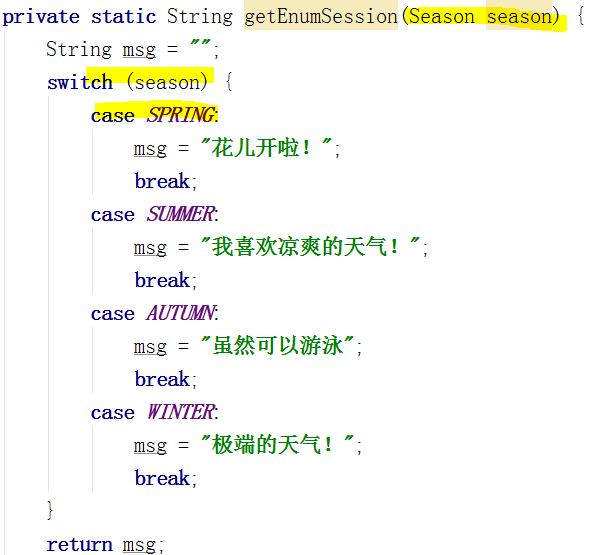 private static String getEnumSession(Season season) {
String msg = "";
switch (season) {
case SPRING:
msg = "花儿开啦！";
break;
case SUMMER:
msg = "我喜欢凉爽的天气！";
break;
case AUTUMN:
msg = "虽然可以游泳";
break;
case WINTER:
msg = "极端的天气！";
break;
}
return msg;